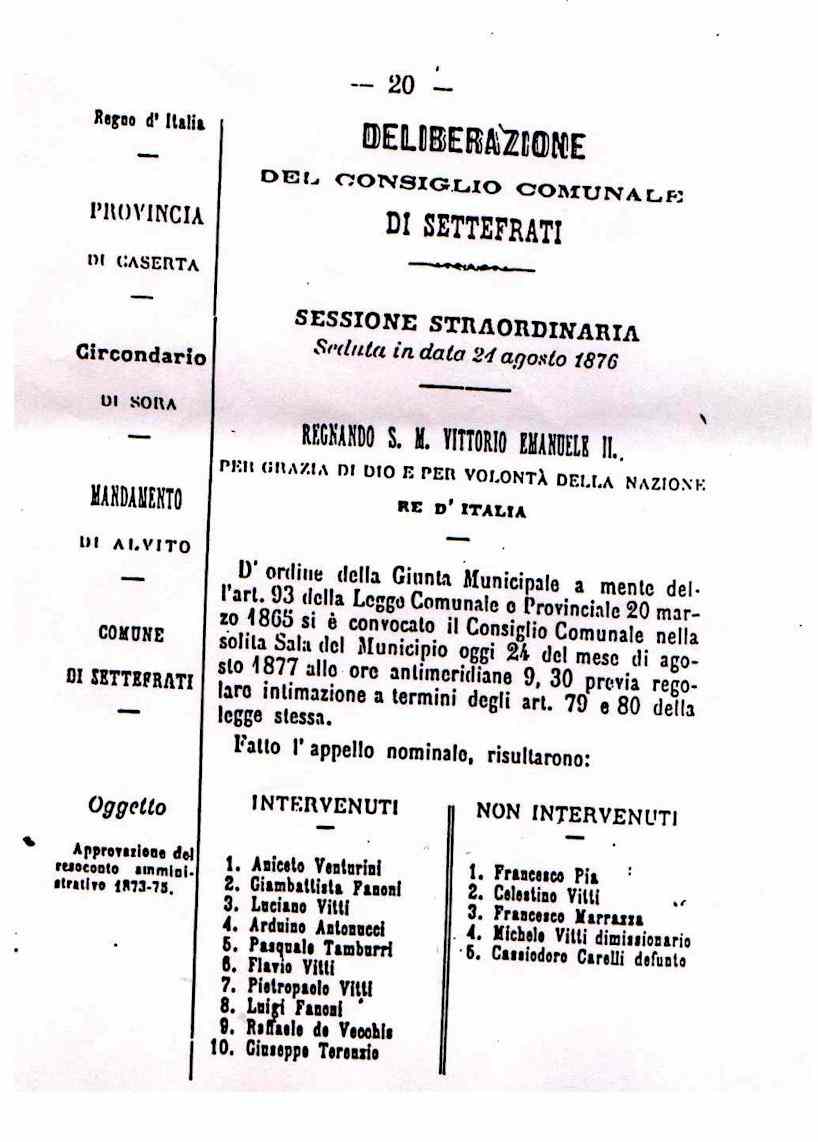 — 20 —
Regno d' Italia
—
PROVINCIA
DI CASERTA
—
Circondario
DI SORA
—
MANDAMENTO
DI ALVITO
—
COMUNE
DI SETTEFRATI
—
Oggetto
Approvazione del
resoconto ammini-
strativo 1873-75.
DELIBERAZIONE
DEL CONSIGLIO COMUNALE
DI SETTEFRATI
SESSIONE STRAORDINARIA
Seduta in data 24 agosto 1876
REGNANDO S. M. VITTORIO EMANUELE II.
PER GRAZIA DI DIO E PER VOLONTÀ DELLA NAZIONE
RE D' ITALIA
—
D' ordine della Giunta Municipale a mente del-
l'art. 93 della Legge Comunale e Provinciale 20 mar-
zo 1865 si è convocato il Consiglio Comunale nella
solita Sala del Municipio oggi 24 del mese di ago-
sto 1877 alle ore antimeridiane 9, 30 previa rego-
lare intimazione a termini degli art. 79 e 80 della
legge stessa.
Fatto l' appello nominale, risultarono:
INTERVENUTI
—
1. Aniceto Venturini
2. Giambattista Fanoni
3. Luciano Vitti
4. Arduino Antonucci
5. Pasquale Tamburri
6. Flavio Vitti
7. Pietropaolo Vitti
8. Luigi Fanoni
9. Raffaele de Vecchis
10. Giuseppe Terenzio
NON INTERVENUTI
—
1. Francesco Pia
2. Celestino Vitti
3. Francesco Marrazza
4. Michele Vitti dimissionario
5. Cassiodoro Carelli defunto